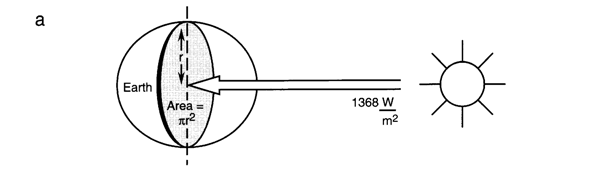 a
r
Earth
Area =
πr²
1368 W
m²